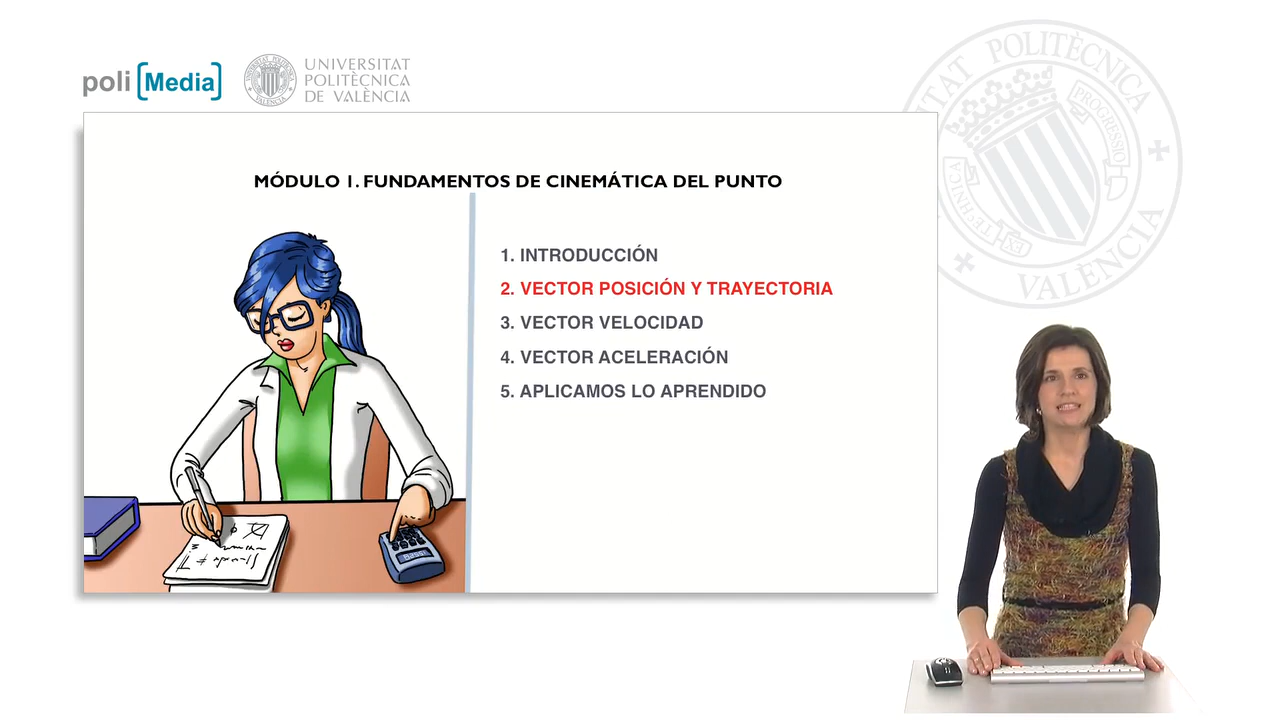 poli [Media]
UNIVERSITAT
POLITÈCNICA
DE VALÈNCIA
MÓDULO 1. FUNDAMENTOS DE CINEMÁTICA DEL PUNTO
1. INTRODUCCIÓN
2. VECTOR POSICIÓN Y TRAYECTORIA
3. VECTOR VELOCIDAD
4. VECTOR ACELERACIÓN
5. APLICAMOS LO APRENDIDO
POLITÈCNICA
VALÈNCIA
PROGRESSIO